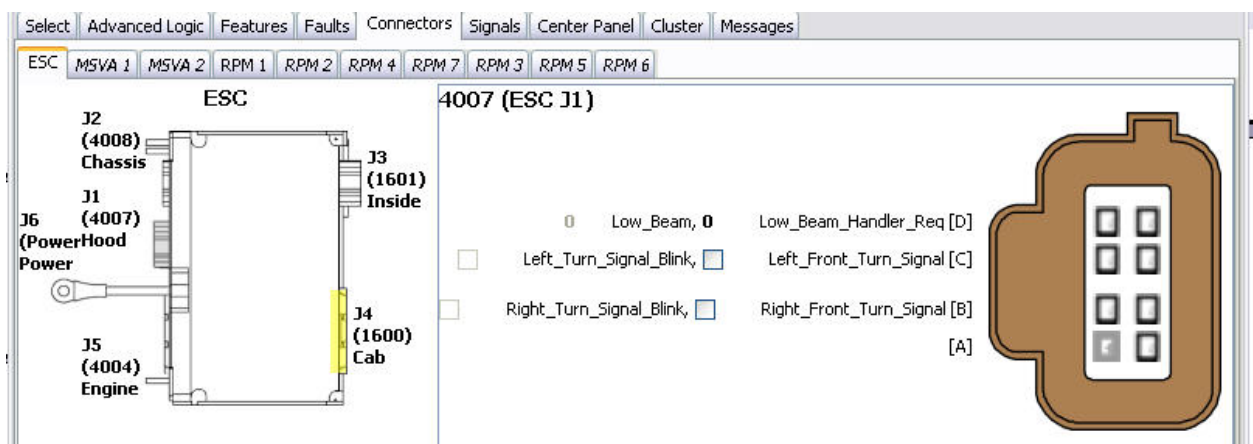 Select Advanced Logic Features Faults Connectors Signals Center Panel Cluster Messages
ESC MSVA 1 MSVA 2 RPM 1 RPM 2 RPM 4 RPM 7 RPM 3 RPM 5 RPM 6
ESC
J2
(4008)
Chassis
J1
(4007)
Hood
J6
(Power
Power
J5
(4004)
Engine
J3
(1601)
Inside
J4
(1600)
Cab
4007 (ESC J1)
0 Low_Beam, 0 Low_Beam_Handler_Req [D]
Left_Turn_Signal_Blink, Left_Front_Turn_Signal [C]
Right_Turn_Signal_Blink, Right_Front_Turn_Signal [B]
[A]